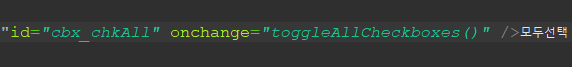 "id="cbx_chkAll" onchange="toggleAllCheckboxes()" />모두선택